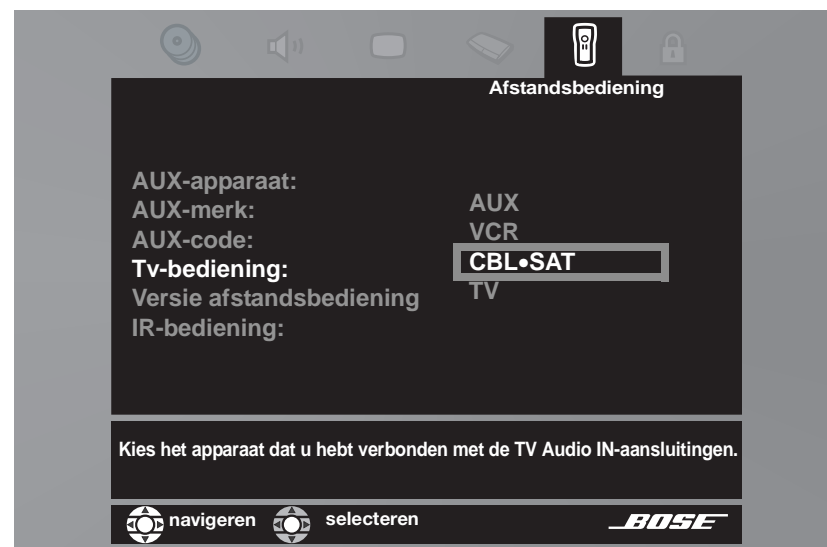 Afstandsbediening
AUX-apparaat:
AUX-merk: AUX
AUX-code: VCR
Tv-bediening: CBL•SAT
Versie afstandsbediening TV
IR-bediening:
Kies het apparaat dat u hebt verbonden met de TV Audio IN-aansluitingen.
navigeren selecteren BOSE